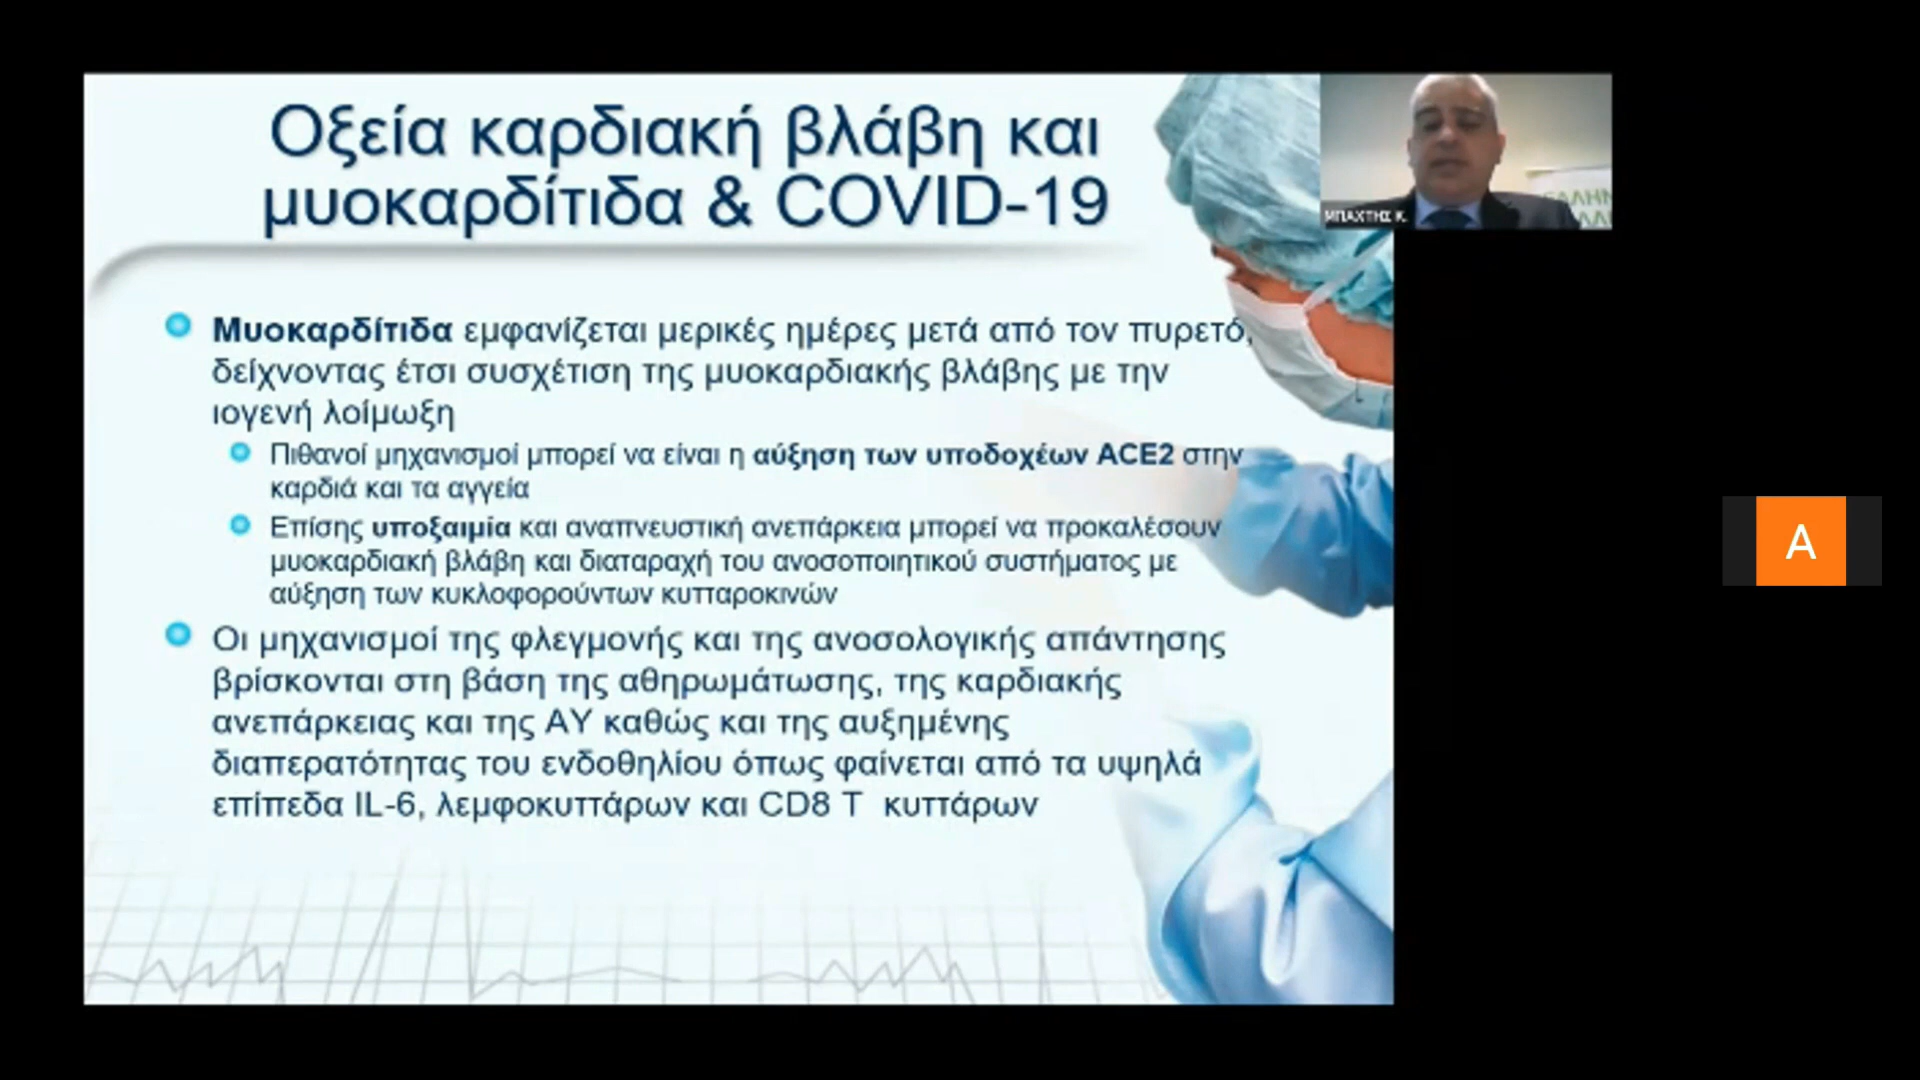 Οξεία καρδιακή βλάβη και
μυοκαρδίτιδα & COVID-19
ΜΠΑΧΤΗΣ Κ.
Μυοκαρδίτιδα εμφανίζεται μερικές ημέρες μετά από τον πυρετό,
δείχνοντας έτσι συσχέτιση της μυοκαρδιακής βλάβης με την
ιογενή λοίμωξη
Πιθανοί μηχανισμοί μπορεί να είναι η αύξηση των υποδοχέων ACE2 στην
καρδιά και τα αγγεία
Επίσης υποξαιμία και αναπνευστική ανεπάρκεια μπορεί να προκαλέσουν
μυοκαρδιακή βλάβη και διαταραχή του ανοσοποιητικού συστήματος με
αύξηση των κυκλοφορούντων κυτταροκινών
Οι μηχανισμοί της φλεγμονής και της ανοσολογικής απάντησης
βρίσκονται στη βάση της αθηρωμάτωσης, της καρδιακής
ανεπάρκειας και της ΑΥ καθώς και της αυξημένης
διαπερατότητας του ενδοθηλίου όπως φαίνεται από τα υψηλά
επίπεδα IL-6, λεμφοκυττάρων και CD8 T κυττάρων
A